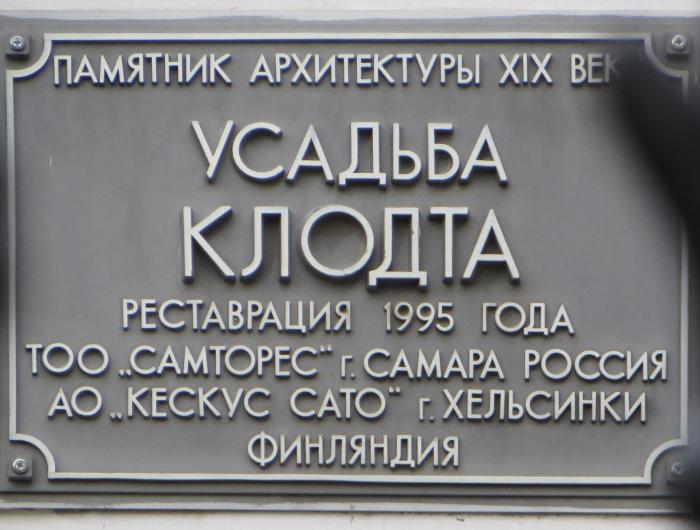 ПАМЯТНИК АРХИТЕКТУРЫ XIX ВЕК
УСАДЬБА
КЛОДТА
РЕСТАВРАЦИЯ 1995 ГОДА
ТОО „САМТОРЕС“ г. САМАРА РОССИЯ
АО „КЕСКУС САТО“ г. ХЕЛЬСИНКИ
ФИНЛЯНДИЯ